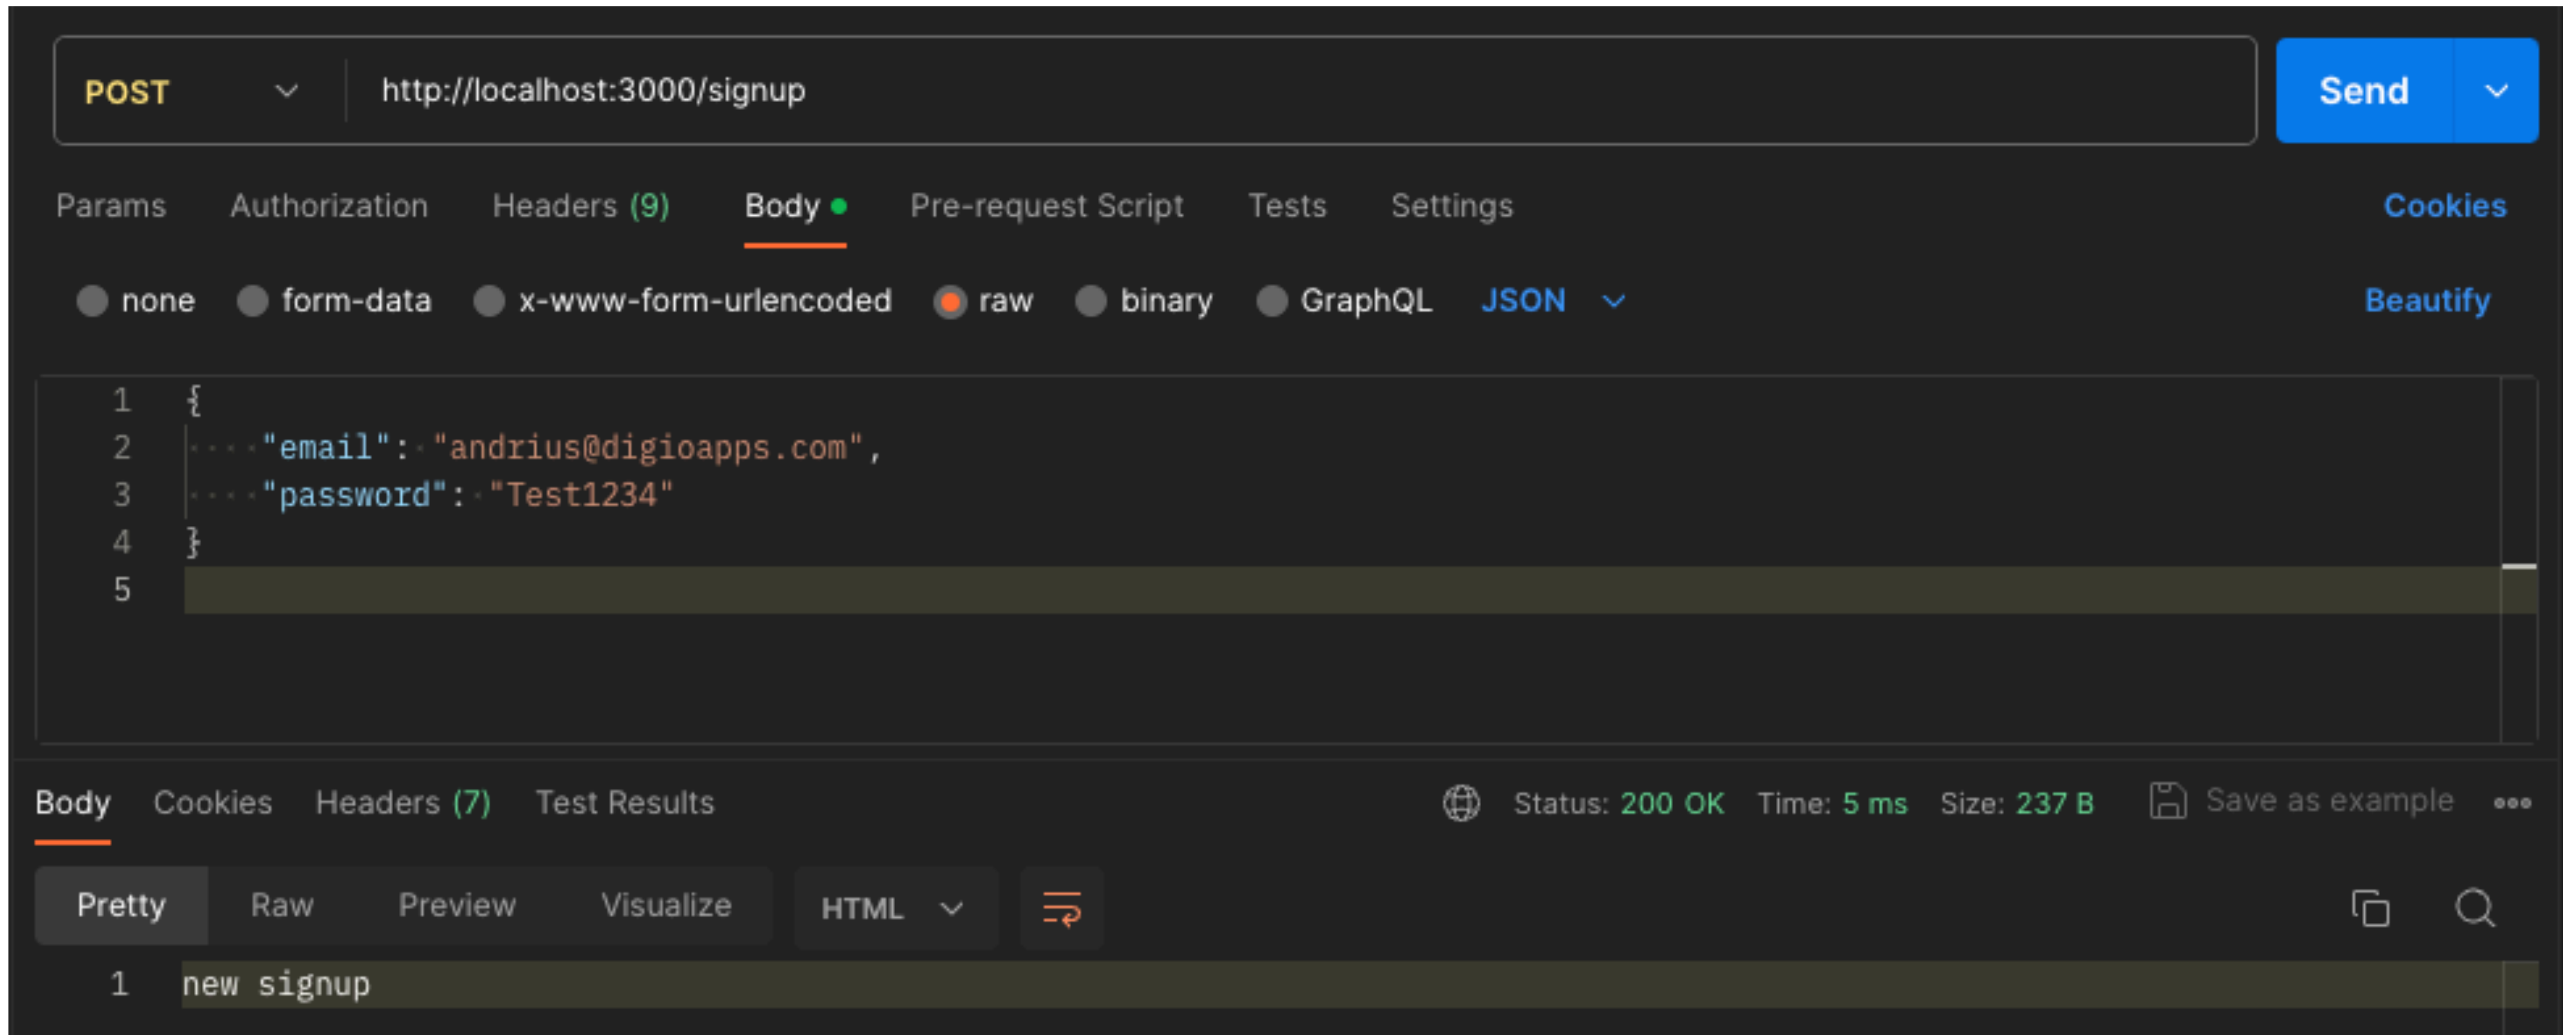 POST http://localhost:3000/signup Send
Params Authorization Headers (9) Body Pre-request Script Tests Settings Cookies
none form-data x-www-form-urlencoded raw binary GraphQL JSON Beautify
1 {
2 "email": "andrius@digioapps.com",
3 "password": "Test1234"
4 }
5
Body Cookies Headers (7) Test Results Status: 200 OK Time: 5 ms Size: 237 B Save as example
Pretty Raw Preview Visualize HTML
1 new signup